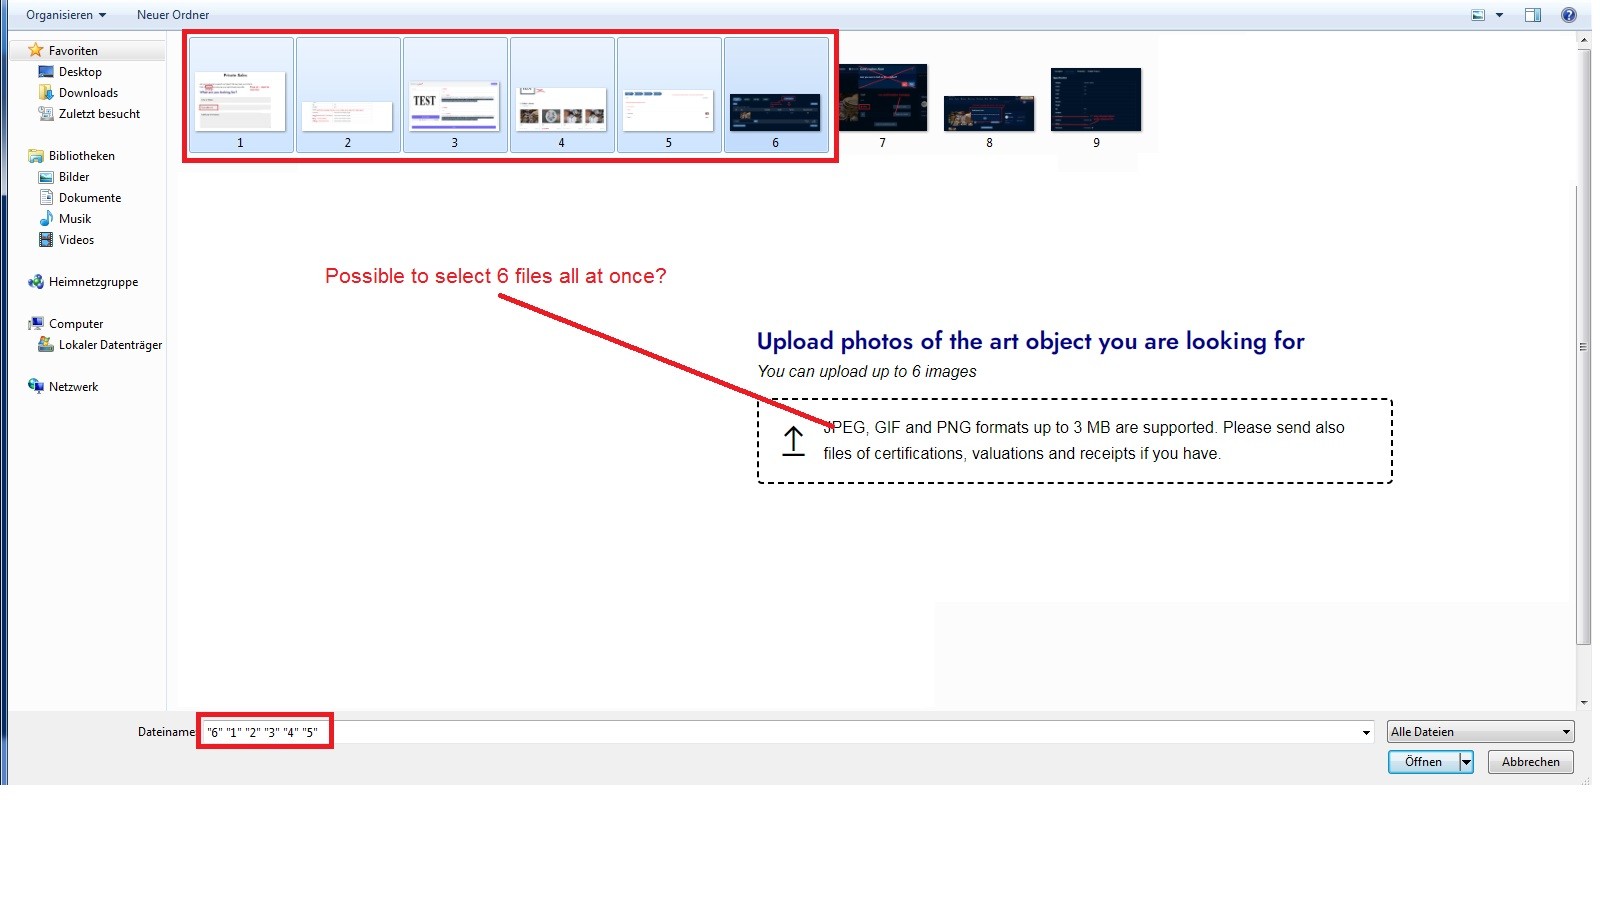 Organisieren
Neuer Ordner
Favoriten
Desktop
Downloads
Zuletzt besucht
Bibliotheken
Bilder
Dokumente
Musik
Videos
Heimnetzgruppe
Computer
Lokaler Datenträger
Netzwerk
TEST
1
2
3
4
5
6
7
8
9
Possible to select 6 files all at once?
Upload photos of the art object you are looking for
You can upload up to 6 images
JPEG, GIF and PNG formats up to 3 MB are supported. Please send also
files of certifications, valuations and receipts if you have.
Dateiname
"6" "1" "2" "3" "4" "5"
Alle Dateien
Öffnen
Abbrechen